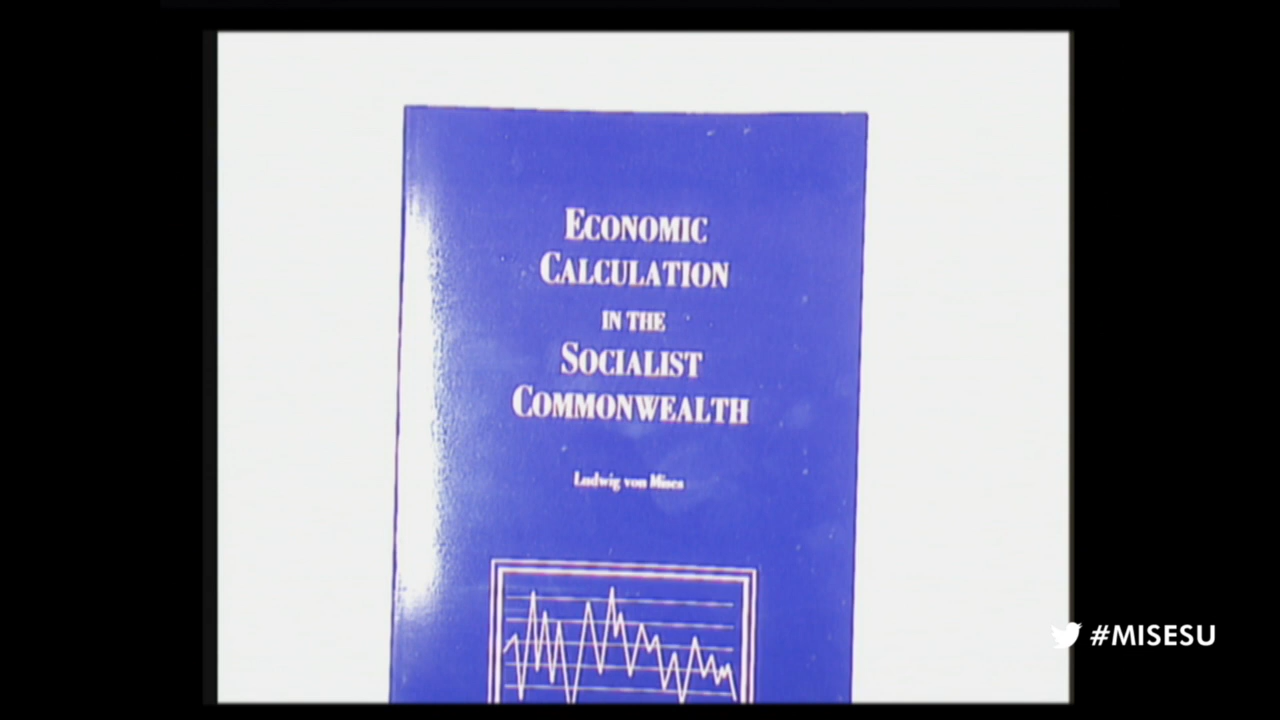 ECONOMIC
CALCULATION
IN THE
SOCIALIST
COMMONWEALTH
Ludwig von Mises
#MISESU